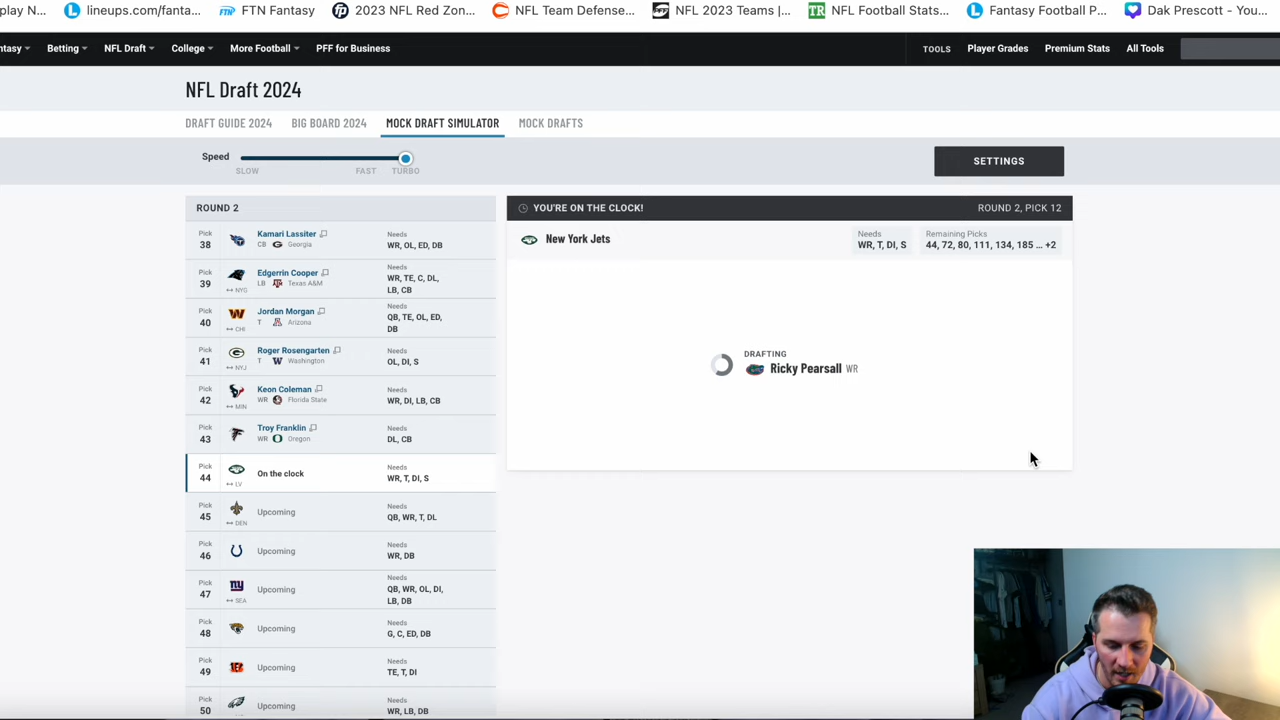 play N...
lineups.com/fanta...
FTN Fantasy
2023 NFL Red Zon...
NFL Team Defense...
NFL 2023 Teams |...
NFL Football Stats...
Fantasy Football P...
Dak Prescott - You...
ntasy
Betting
NFL Draft
College
More Football
PFF for Business
TOOLS
Player Grades
Premium Stats
All Tools
NFL Draft 2024
DRAFT GUIDE 2024
BIG BOARD 2024
MOCK DRAFT SIMULATOR
MOCK DRAFTS
Speed
SLOW
FAST
TURBO
SETTINGS
ROUND 2
Pick
38
Kamari Lassiter
CB Georgia
Needs
WR, OL, ED, DB
Pick
39
↔ NYG
Edgerrin Cooper
LB Texas A&M
Needs
WR, TE, C, DL,
LB, CB
Pick
40
↔ CHI
Jordan Morgan
T Arizona
Needs
QB, TE, OL, ED,
DB
Pick
41
↔ NYJ
Roger Rosengarten
T Washington
Needs
OL, DI, S
Pick
42
↔ MIN
Keon Coleman
WR Florida State
Needs
WR, DI, LB, CB
Pick
43
Troy Franklin
WR Oregon
Needs
DL, CB
Pick
44
↔ LV
On the clock
Needs
WR, T, DI, S
Pick
45
↔ DEN
Upcoming
Needs
QB, WR, T, DL
Pick
46
Upcoming
Needs
WR, DB
Pick
47
↔ SEA
Upcoming
Needs
QB, WR, OL, DI,
LB, DB
Pick
48
Upcoming
Needs
G, C, ED, DB
Pick
49
Upcoming
Needs
TE, T, DI
Pick
50
Upcoming
Needs
WR, LB, DB
YOU'RE ON THE CLOCK!
ROUND 2, PICK 12
New York Jets
Needs
WR, T, DI, S
Remaining Picks
44, 72, 80, 111, 134, 185 ... +2
DRAFTING
Ricky Pearsall WR